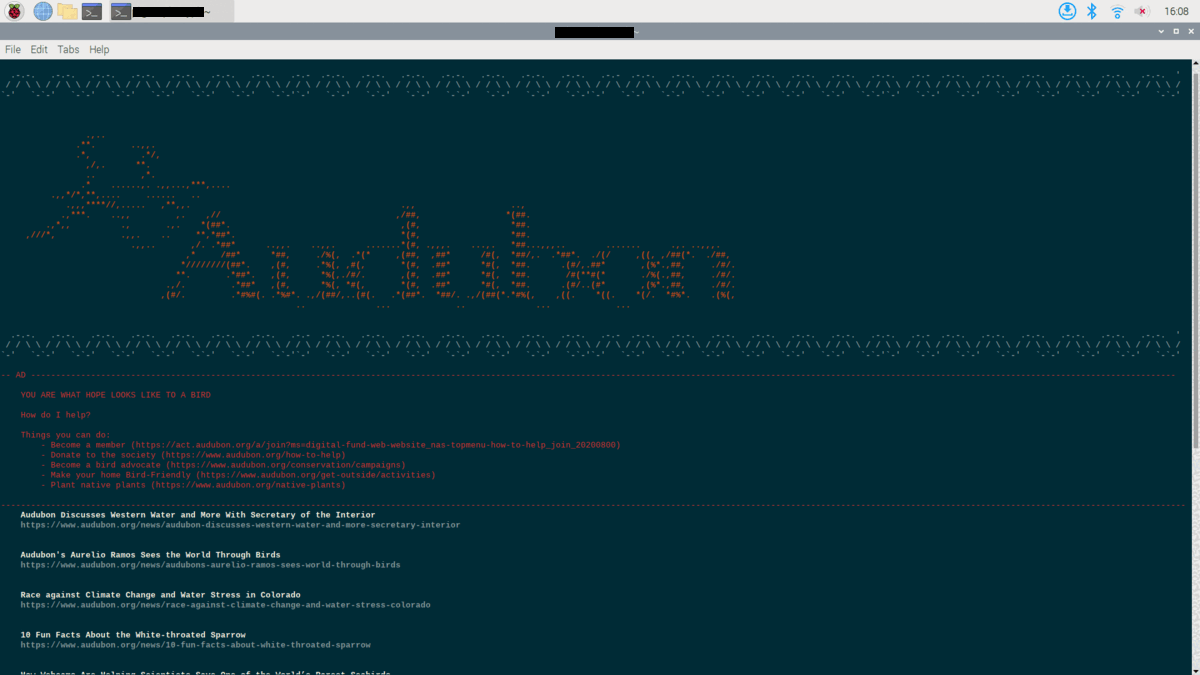 16:08
File Edit Tabs Help
Audubon
-- AD --
YOU ARE WHAT HOPE LOOKS LIKE TO A BIRD
How do I help?
Things you can do:
- Become a member (https://act.audubon.org/a/join?ms=digital-fund-web-website_nas-topmenu-how-to-help_join_20200800)
- Donate to the society (https://www.audubon.org/how-to-help)
- Become a bird advocate (https://www.audubon.org/conservation/campaigns)
- Make your home Bird-Friendly (https://www.audubon.org/get-outside/activities)
- Plant native plants (https://www.audubon.org/native-plants)
Audubon Discusses Western Water and More With Secretary of the Interior
https://www.audubon.org/news/audubon-discusses-western-water-and-more-secretary-interior
Audubon's Aurelio Ramos Sees the World Through Birds
https://www.audubon.org/news/audubons-aurelio-ramos-sees-world-through-birds
Race against Climate Change and Water Stress in Colorado
https://www.audubon.org/news/race-against-climate-change-and-water-stress-colorado
10 Fun Facts About the White-throated Sparrow
https://www.audubon.org/news/10-fun-facts-about-white-throated-sparrow